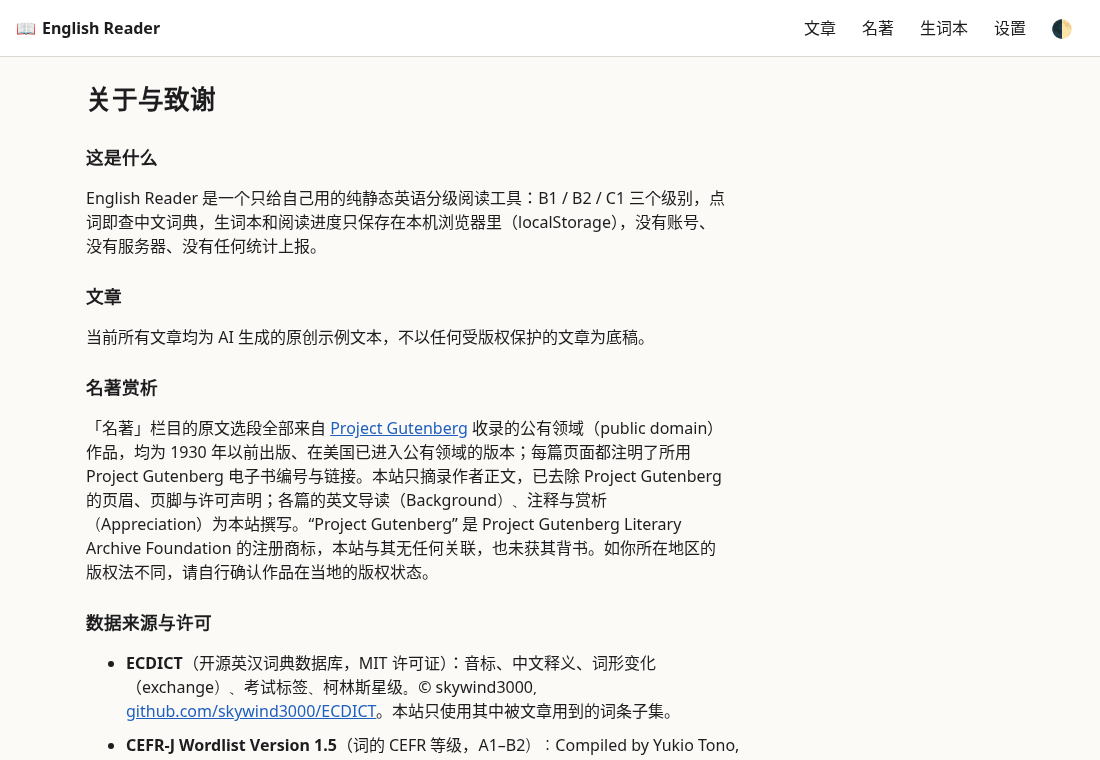 📖 English Reader
文章 名著 生词本 设置 🌓
关于与致谢
这是什么
English Reader 是一个只给自己用的纯静态英语分级阅读工具：B1 / B2 / C1 三个级别，点
词即查中文词典，生词本和阅读进度只保存在本机浏览器里（localStorage），没有账号、
没有服务器、没有任何统计上报。
文章
当前所有文章均为 AI 生成的原创示例文本，不以任何受版权保护的文章为底稿。
名著赏析
「名著」栏目的原文选段全部来自 Project Gutenberg 收录的公有领域（public domain）
作品，均为 1930 年以前出版、在美国已进入公有领域的版本；每篇页面都注明了所用
Project Gutenberg 电子书编号与链接。本站只摘录作者正文，已去除 Project Gutenberg
的页眉、页脚与许可声明；各篇的英文导读（Background）、注释与赏析
（Appreciation）为本站撰写。“Project Gutenberg” 是 Project Gutenberg Literary
Archive Foundation 的注册商标，本站与其无任何关联，也未获其背书。如你所在地区的
版权法不同，请自行确认作品在当地的版权状态。
数据来源与许可
• ECDICT（开源英汉词典数据库，MIT 许可证）：音标、中文释义、词形变化
（exchange）、考试标签、柯林斯星级。© skywind3000,
github.com/skywind3000/ECDICT。本站只使用其中被文章用到的词条子集。
• CEFR-J Wordlist Version 1.5（词的 CEFR 等级，A1–B2）：Compiled by Yukio Tono,